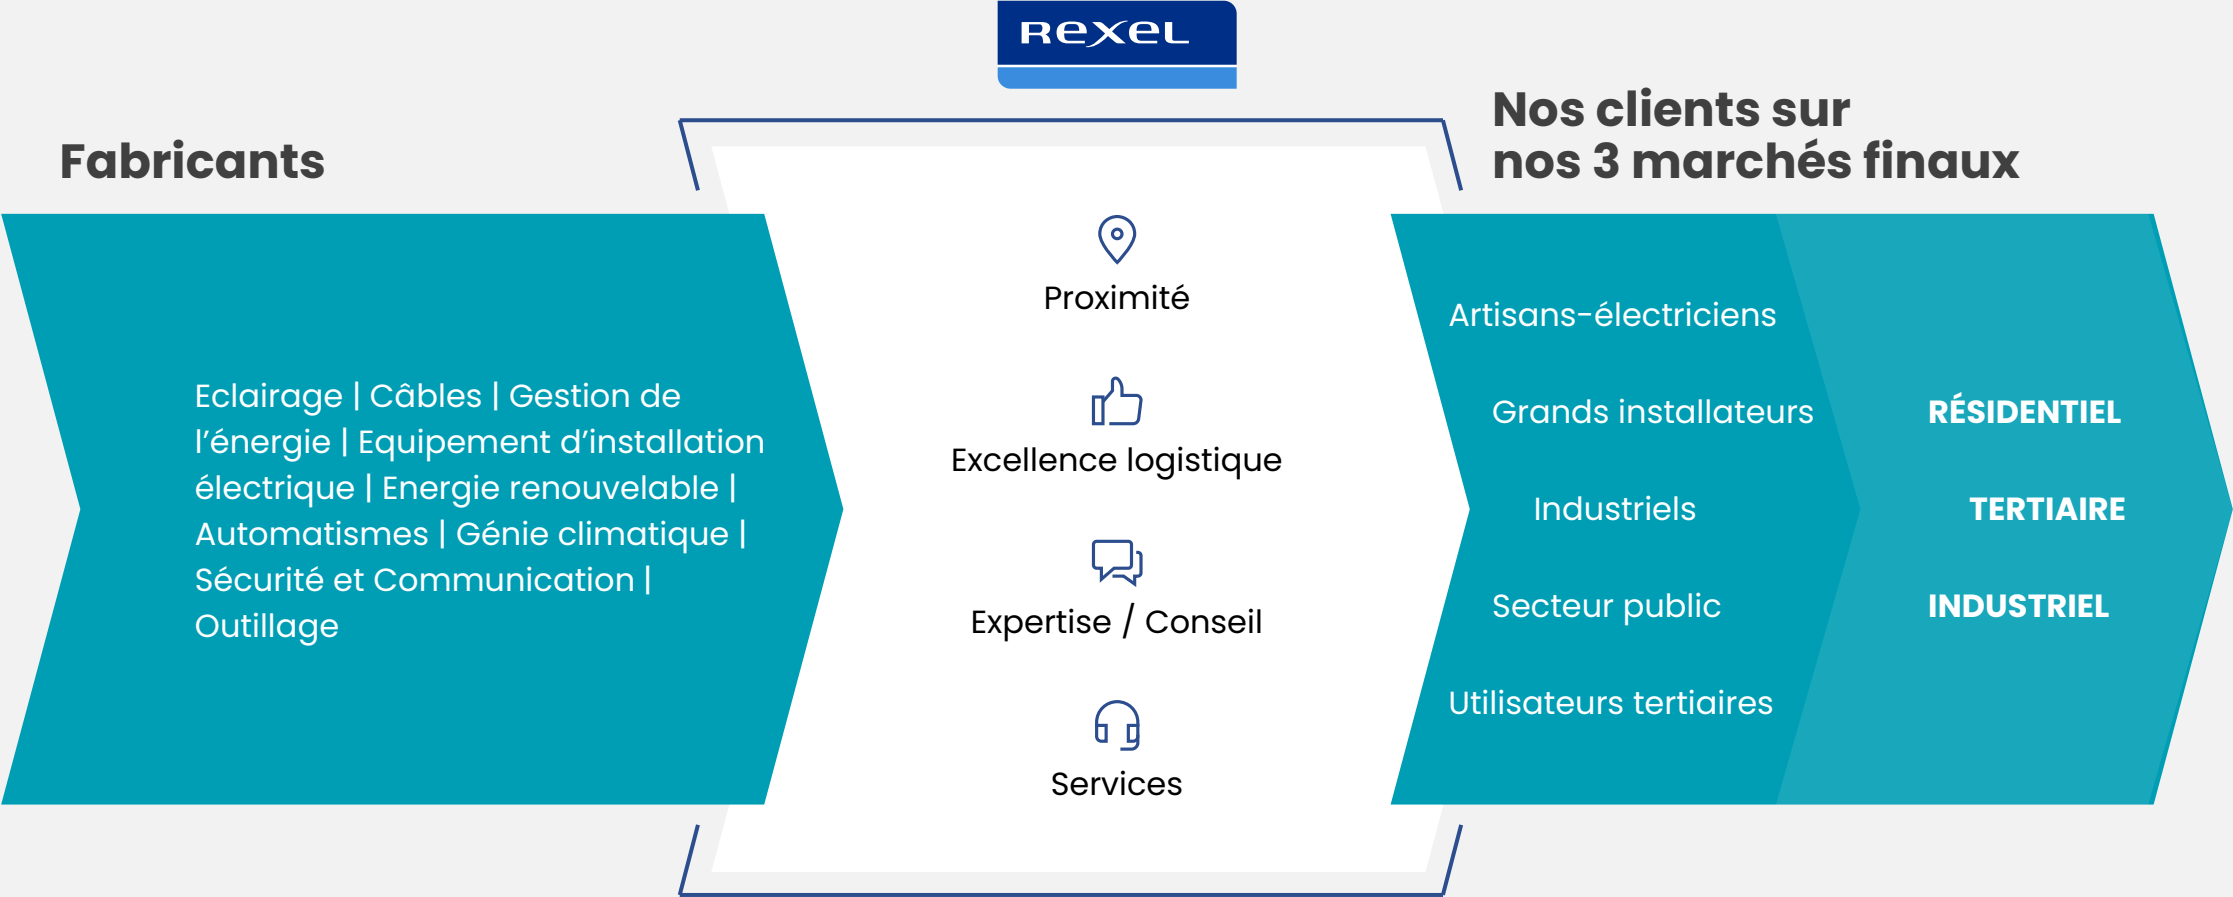 REXEL
Fabricants
Eclairage | Câbles | Gestion de
l’énergie | Equipement d’installation
électrique | Energie renouvelable |
Automatismes | Génie climatique |
Sécurité et Communication |
Outillage
Proximité
Excellence logistique
Expertise / Conseil
Services
Nos clients sur
nos 3 marchés finaux
Artisans-électriciens
Grands installateurs
Industriels
Secteur public
Utilisateurs tertiaires
RÉSIDENTIEL
TERTIAIRE
INDUSTRIEL